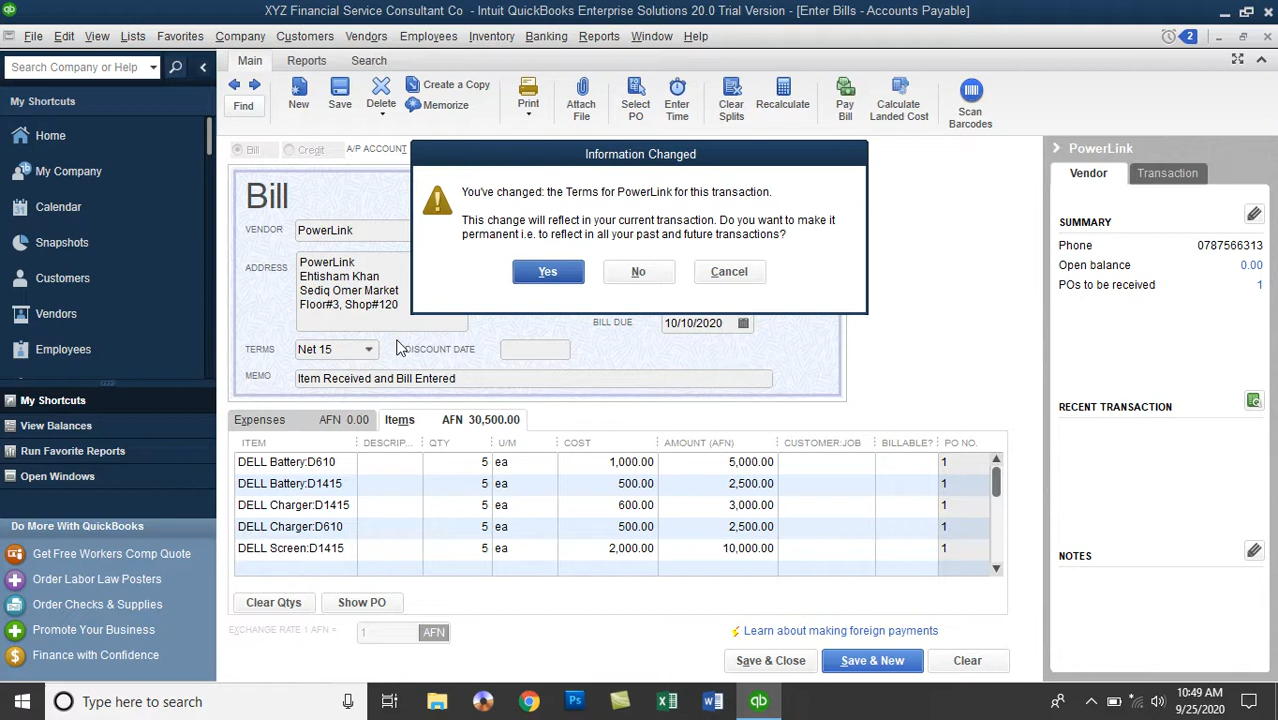 XYZ Financial Service Consultant Co - Intuit QuickBooks Enterprise Solutions 20.0 Trial Version - [Enter Bills - Accounts Payable]
File Edit View Lists Favorites Company Customers Vendors Employees Inventory Banking Reports Window Help
2
Search Company or Help
My Shortcuts
Home
My Company
Calendar
Snapshots
Customers
Vendors
Employees
My Shortcuts
View Balances
Run Favorite Reports
Open Windows
Do More With QuickBooks
Get Free Workers Comp Quote
Order Labor Law Posters
Order Checks & Supplies
Promote Your Business
Finance with Confidence
Main Reports Search
Find
New
Save
Delete
Create a Copy
Memorize
Print
Attach File
Select PO
Enter Time
Clear Splits
Recalculate
Pay Bill
Calculate Landed Cost
Scan Barcodes
Bill Credit A/P ACCOUNT
Information Changed
You've changed: the Terms for PowerLink for this transaction.
This change will reflect in your current transaction. Do you want to make it
permanent i.e. to reflect in all your past and future transactions?
Yes No Cancel
Bill
VENDOR PowerLink
ADDRESS PowerLink
Ehtisham Khan
Sediq Omer Market
Floor#3, Shop#120
BILL DUE 10/10/2020
TERMS Net 15 DISCOUNT DATE
MEMO Item Received and Bill Entered
Expenses AFN 0.00 Items AFN 30,500.00
ITEM DESCRIP... QTY U/M COST AMOUNT (AFN) CUSTOMER:JOB BILLABLE? PO NO.
DELL Battery:D610 5 ea 1,000.00 5,000.00 1
DELL Battery:D1415 5 ea 500.00 2,500.00 1
DELL Charger:D1415 5 ea 600.00 3,000.00 1
DELL Charger:D610 5 ea 500.00 2,500.00 1
DELL Screen:D1415 5 ea 2,000.00 10,000.00 1
Clear Qtys Show PO
EXCHANGE RATE 1 AFN = 1 AFN
Learn about making foreign payments
Save & Close Save & New Clear
PowerLink
Vendor Transaction
SUMMARY
Phone 0787566313
Open balance 0.00
POs to be received 1
RECENT TRANSACTION
NOTES
Type here to search
10:49 AM
9/25/2020